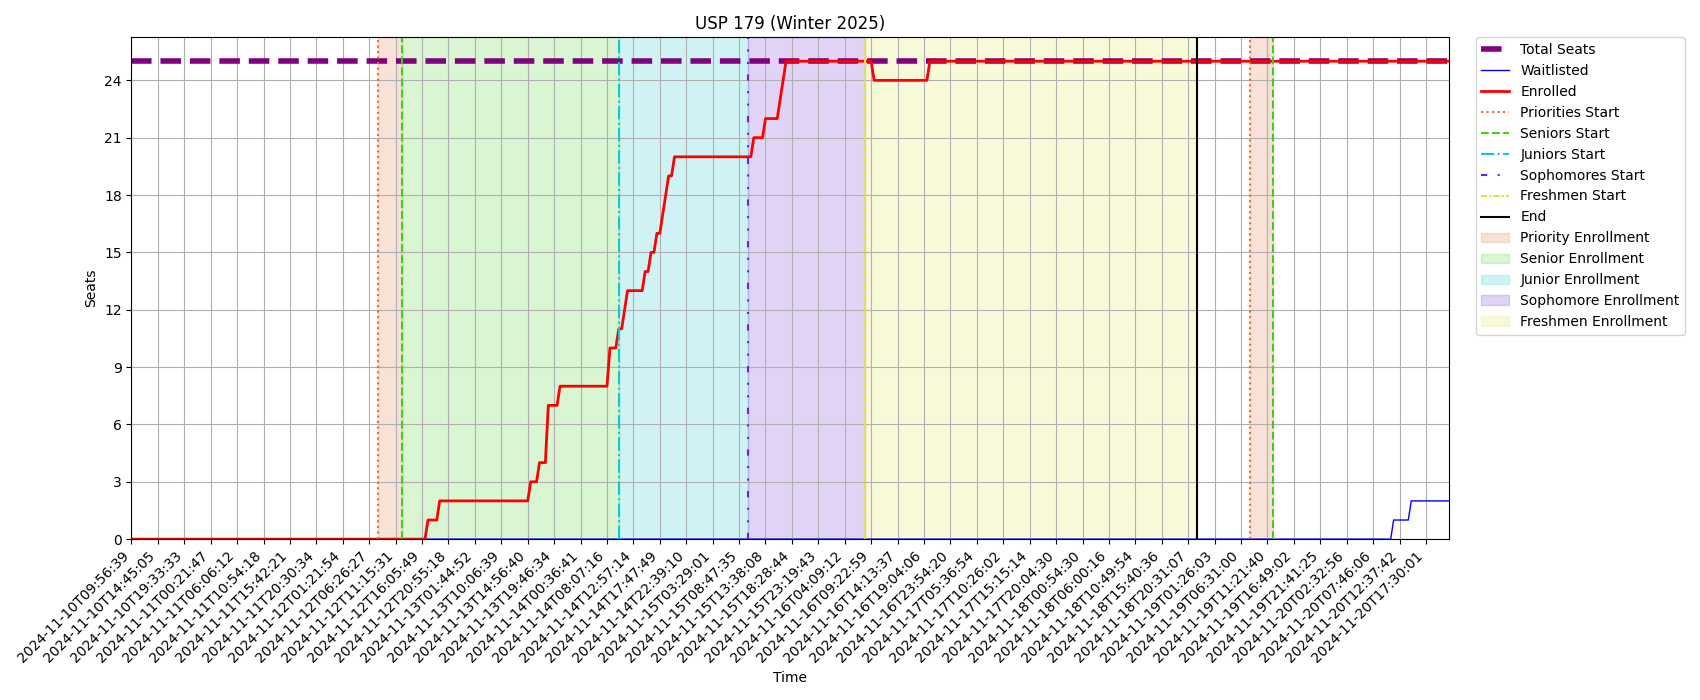 USP 179 (Winter 2025)
Seats
24
21
18
15
12
9
6
3
0
2024-11-10T09:56:39
2024-11-10T14:45:05
2024-11-10T19:33:33
2024-11-11T00:21:47
2024-11-11T06:06:12
2024-11-11T10:54:18
2024-11-11T15:42:21
2024-11-11T20:30:34
2024-11-12T01:21:54
2024-11-12T06:26:27
2024-11-12T11:15:31
2024-11-12T16:05:49
2024-11-12T20:55:18
2024-11-13T01:44:52
2024-11-13T10:06:39
2024-11-13T14:56:40
2024-11-13T19:46:34
2024-11-14T00:36:41
2024-11-14T08:07:16
2024-11-14T12:57:14
2024-11-14T17:47:49
2024-11-14T22:39:10
2024-11-15T03:29:01
2024-11-15T08:47:35
2024-11-15T13:38:08
2024-11-15T18:28:44
2024-11-15T23:19:43
2024-11-16T04:09:12
2024-11-16T09:22:59
2024-11-16T14:13:37
2024-11-16T19:04:06
2024-11-16T23:54:20
2024-11-17T05:36:54
2024-11-17T10:26:02
2024-11-17T15:15:14
2024-11-17T20:04:30
2024-11-18T00:54:30
2024-11-18T06:00:16
2024-11-18T10:49:54
2024-11-18T15:40:36
2024-11-18T20:31:07
2024-11-19T01:26:03
2024-11-19T06:31:00
2024-11-19T11:21:40
2024-11-19T16:49:02
2024-11-19T21:41:25
2024-11-20T02:32:56
2024-11-20T07:46:06
2024-11-20T12:37:42
2024-11-20T17:30:01
Time
Total Seats
Waitlisted
Enrolled
Priorities Start
Seniors Start
Juniors Start
Sophomores Start
Freshmen Start
End
Priority Enrollment
Senior Enrollment
Junior Enrollment
Sophomore Enrollment
Freshmen Enrollment